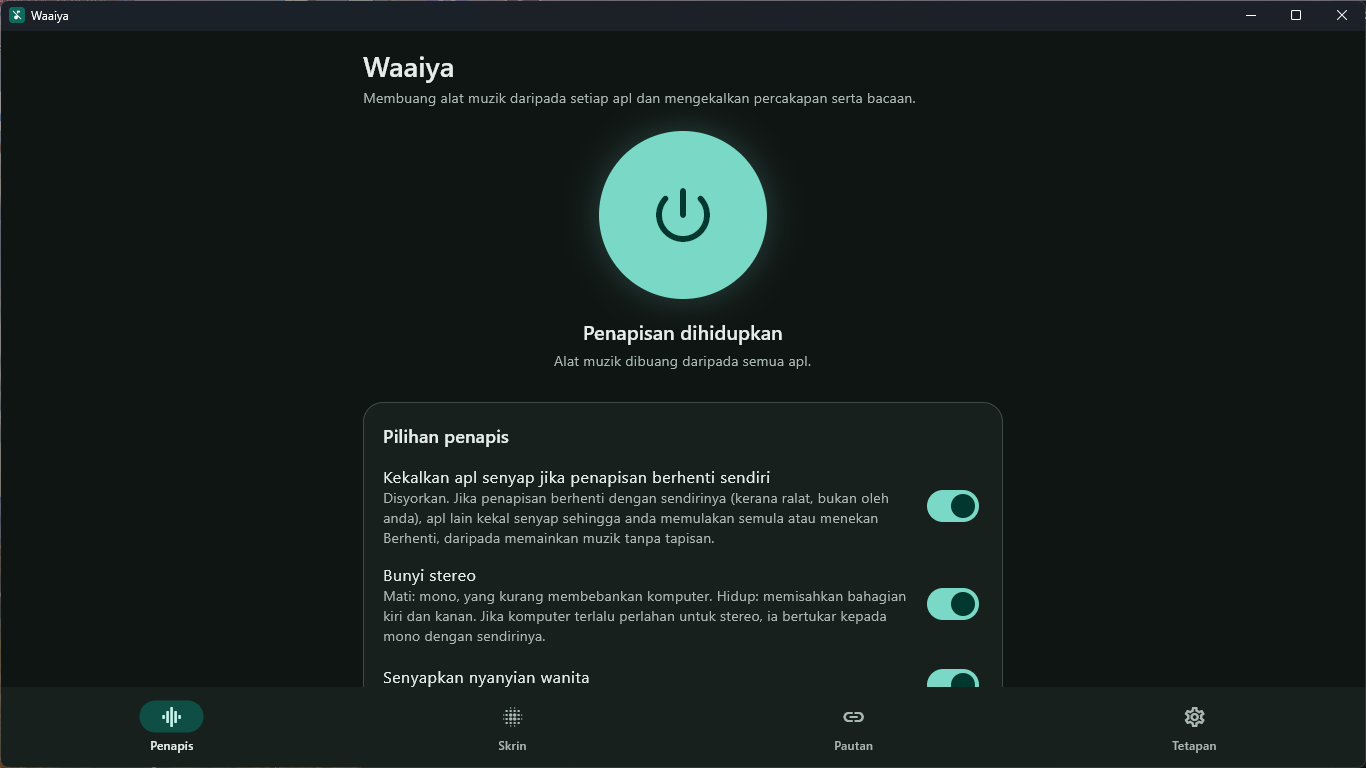 Waaiya
Waaiya
Membuang alat muzik daripada setiap apl dan mengekalkan percakapan serta bacaan.
Penapisan dihidupkan
Alat muzik dibuang daripada semua apl.
Pilihan penapis
Kekalkan apl senyap jika penapisan berhenti sendiri
Disyorkan. Jika penapisan berhenti dengan sendirinya (kerana ralat, bukan oleh
anda), apl lain kekal senyap sehingga anda memulakan semula atau menekan
Berhenti, daripada memainkan muzik tanpa tapisan.
Bunyi stereo
Mati: mono, yang kurang membebankan komputer. Hidup: memisahkan bahagian
kiri dan kanan. Jika komputer terlalu perlahan untuk stereo, ia bertukar kepada
mono dengan sendirinya.
Senyapkan nyanyian wanita
Penapis
Skrin
Pautan
Tetapan